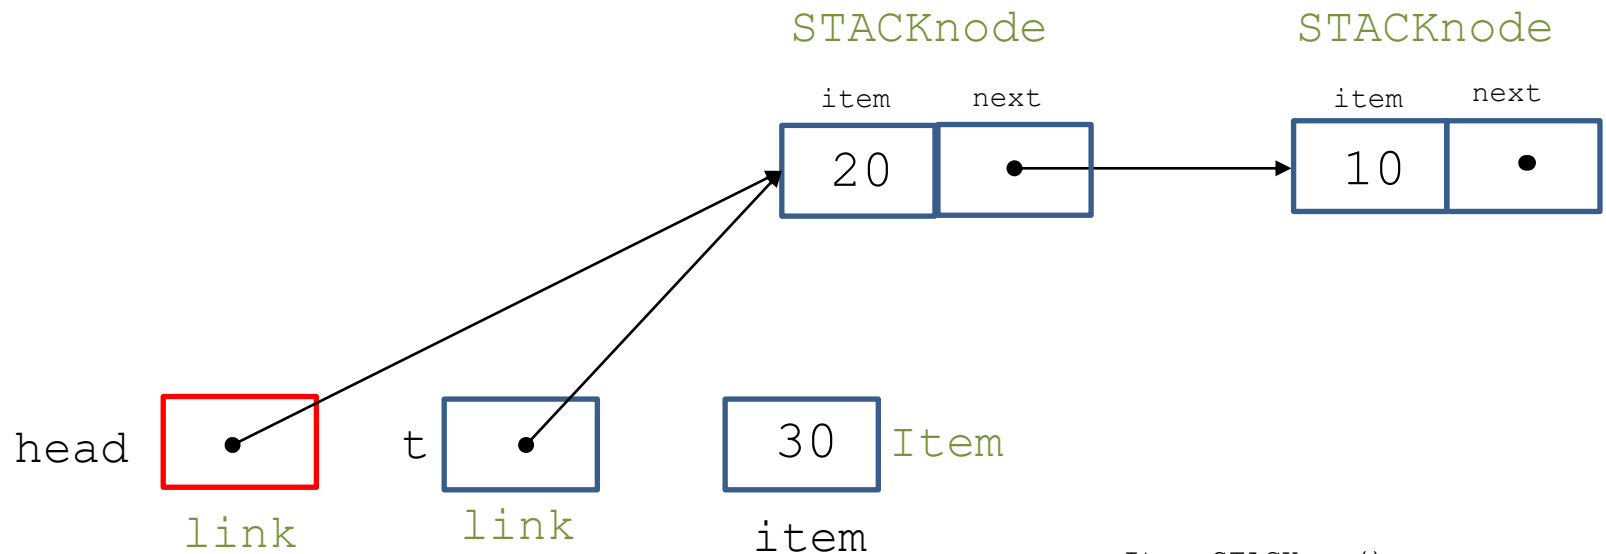 STACKnode STACKnode
item next item next
20 10
head t 30 Item
link link item